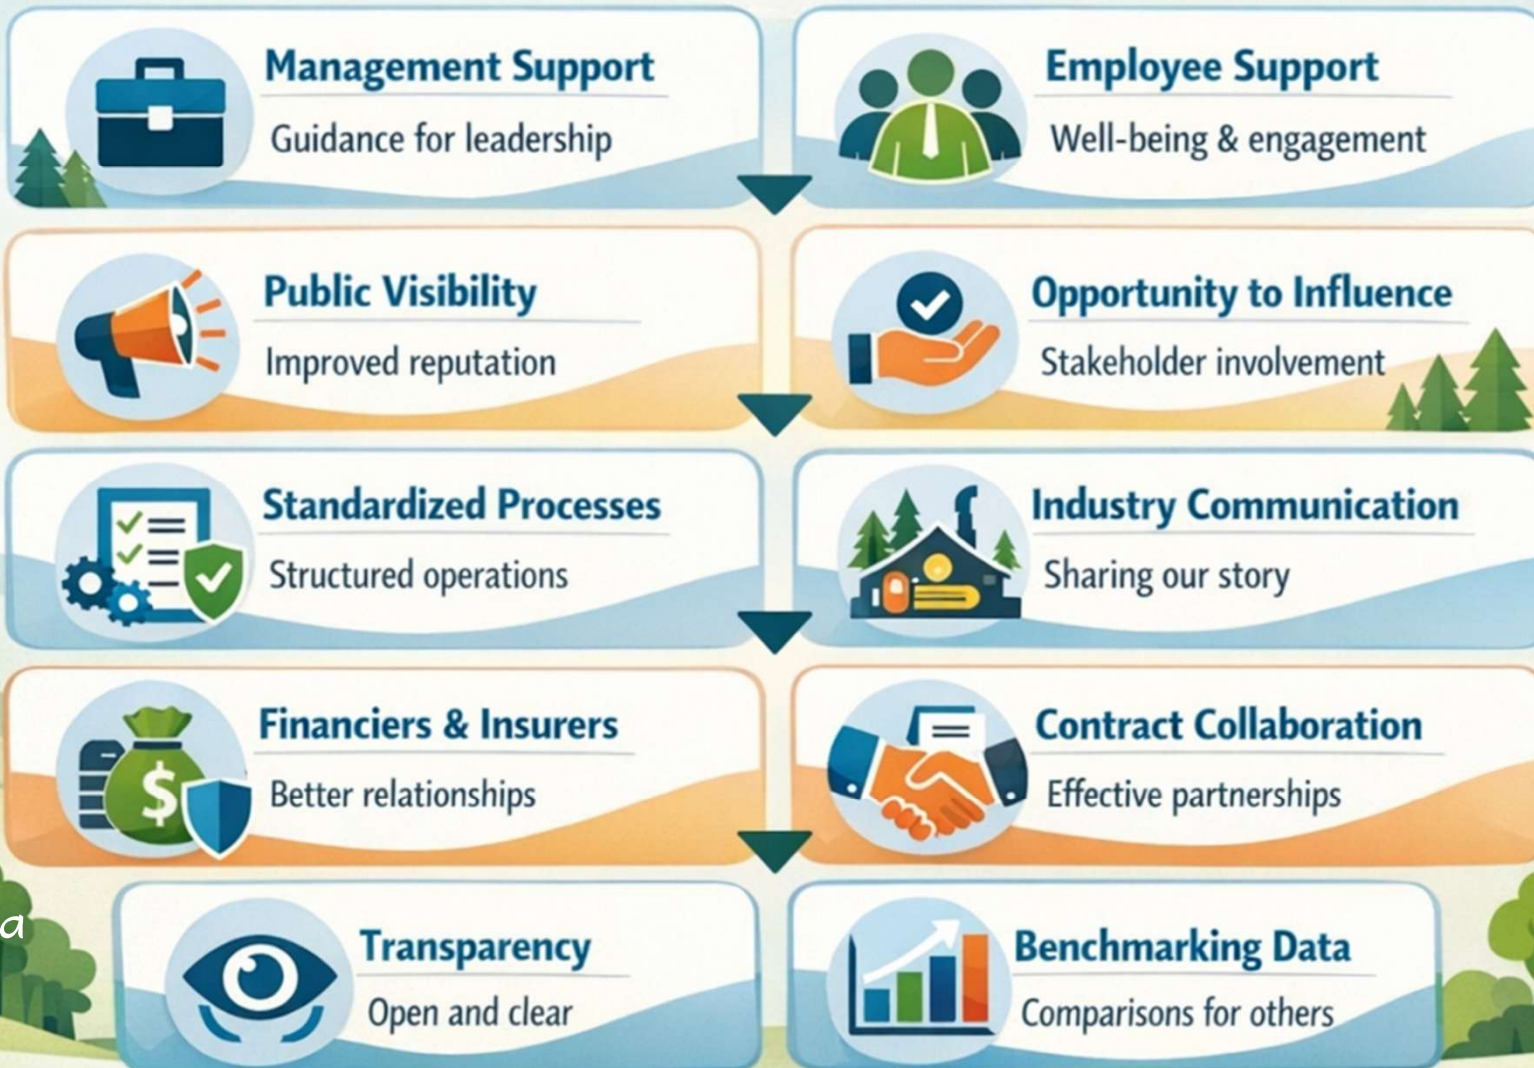 Management Support
Guidance for leadership
Employee Support
Well-being & engagement
Public Visibility
Improved reputation
Opportunity to Influence
Stakeholder involvement
Standardized Processes
Structured operations
Industry Communication
Sharing our story
Financiers & Insurers
Better relationships
$
Contract Collaboration
Effective partnerships
a
Transparency
Open and clear
Benchmarking Data
Comparisons for others